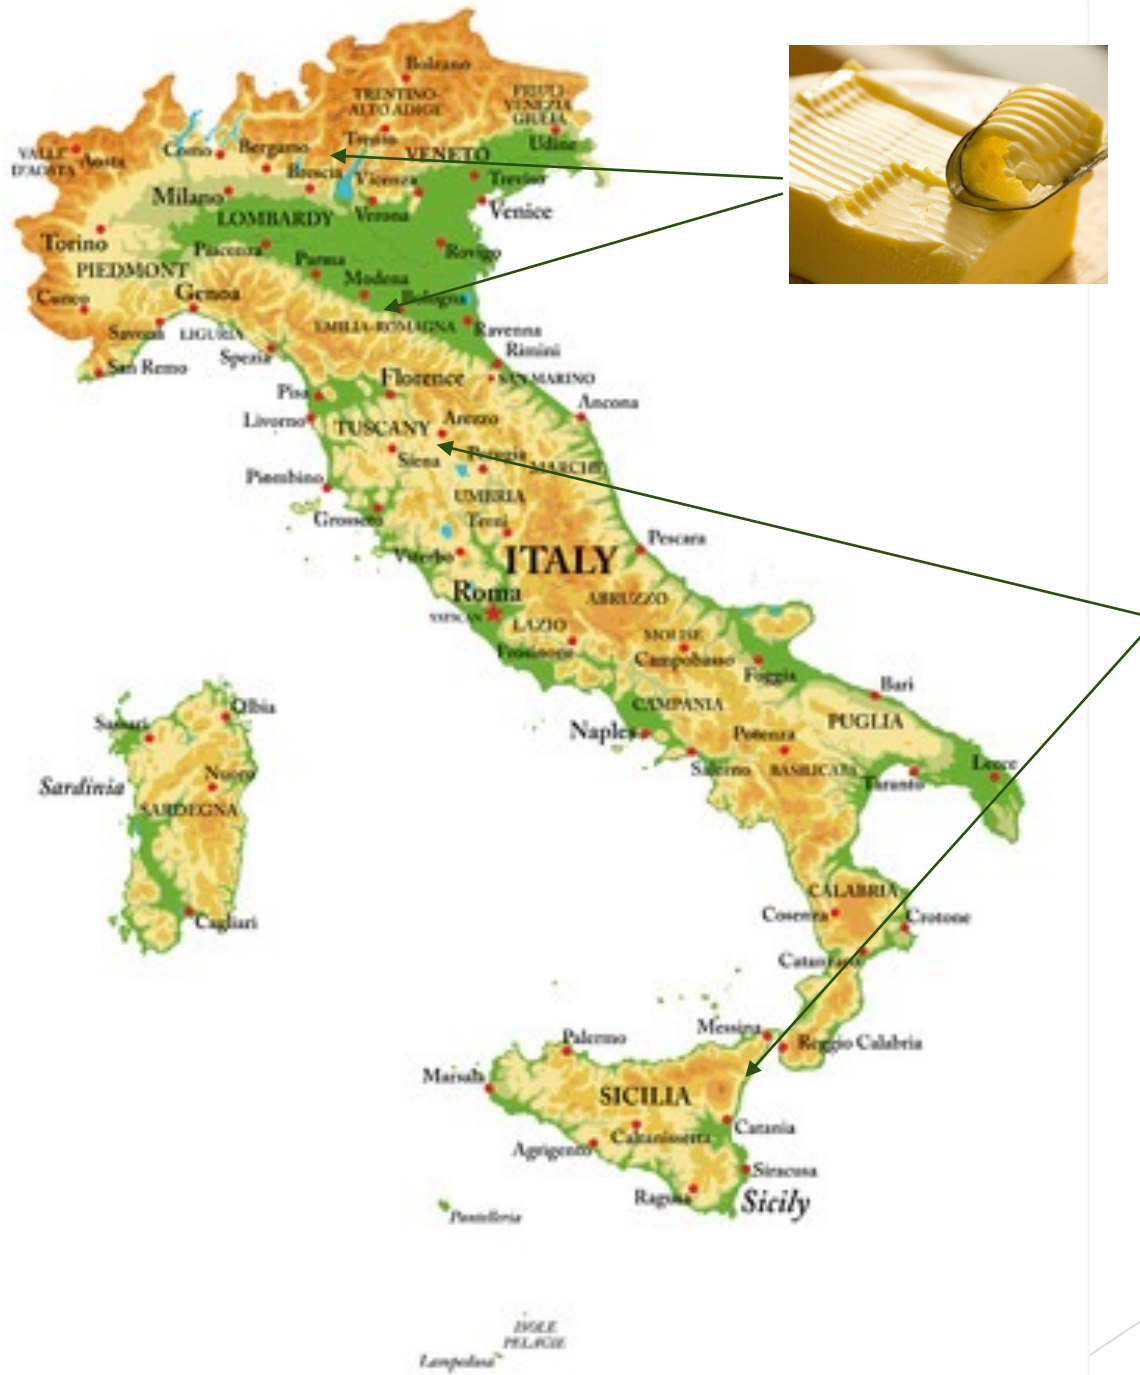 Bolzano
TRENTINO-
ALTO ADIGE
FRIULI-
VENEZIA
GIULIA
Trento
Udine
VALLE
D'AOSTA
Aosta
Como
Bergamo
VENETO
Brescia
Vicenza
Treviso
Milano
LOMBARDY
Verona
Venice
Torino
Piacenza
Rovigo
PIEDMONT
Parma
Modena
Cuneo
Genoa
Bologna
Savona
LIGURIA
EMILIA-ROMAGNA
Ravenna
Spezia
Rimini
San Remo
Florence
SAN MARINO
Pisa
Ancona
Livorno
TUSCANY
Arezzo
Siena
Perugia
MARCHE
Piombino
UMBRIA
Grosseto
Terni
Pescara
Viterbo
ITALY
Roma
ABRUZZO
VATICAN
LAZIO
MOLISE
Frosinone
Campobasso
Foggia
Bari
Olbia
CAMPANIA
Sassari
Naples
Potenza
PUGLIA
Salerno
BASILICATA
Taranto
Lecce
Nuoro
Sardinia
SARDEGNA
CALABRIA
Cosenza
Crotone
Cagliari
Catanzaro
Messina
Palermo
Reggio Calabria
Marsala
SICILIA
Catania
Caltanissetta
Agrigento
Siracusa
Ragusa
Sicily
Pantelleria
ISOLE
PELAGIE
Lampedusa